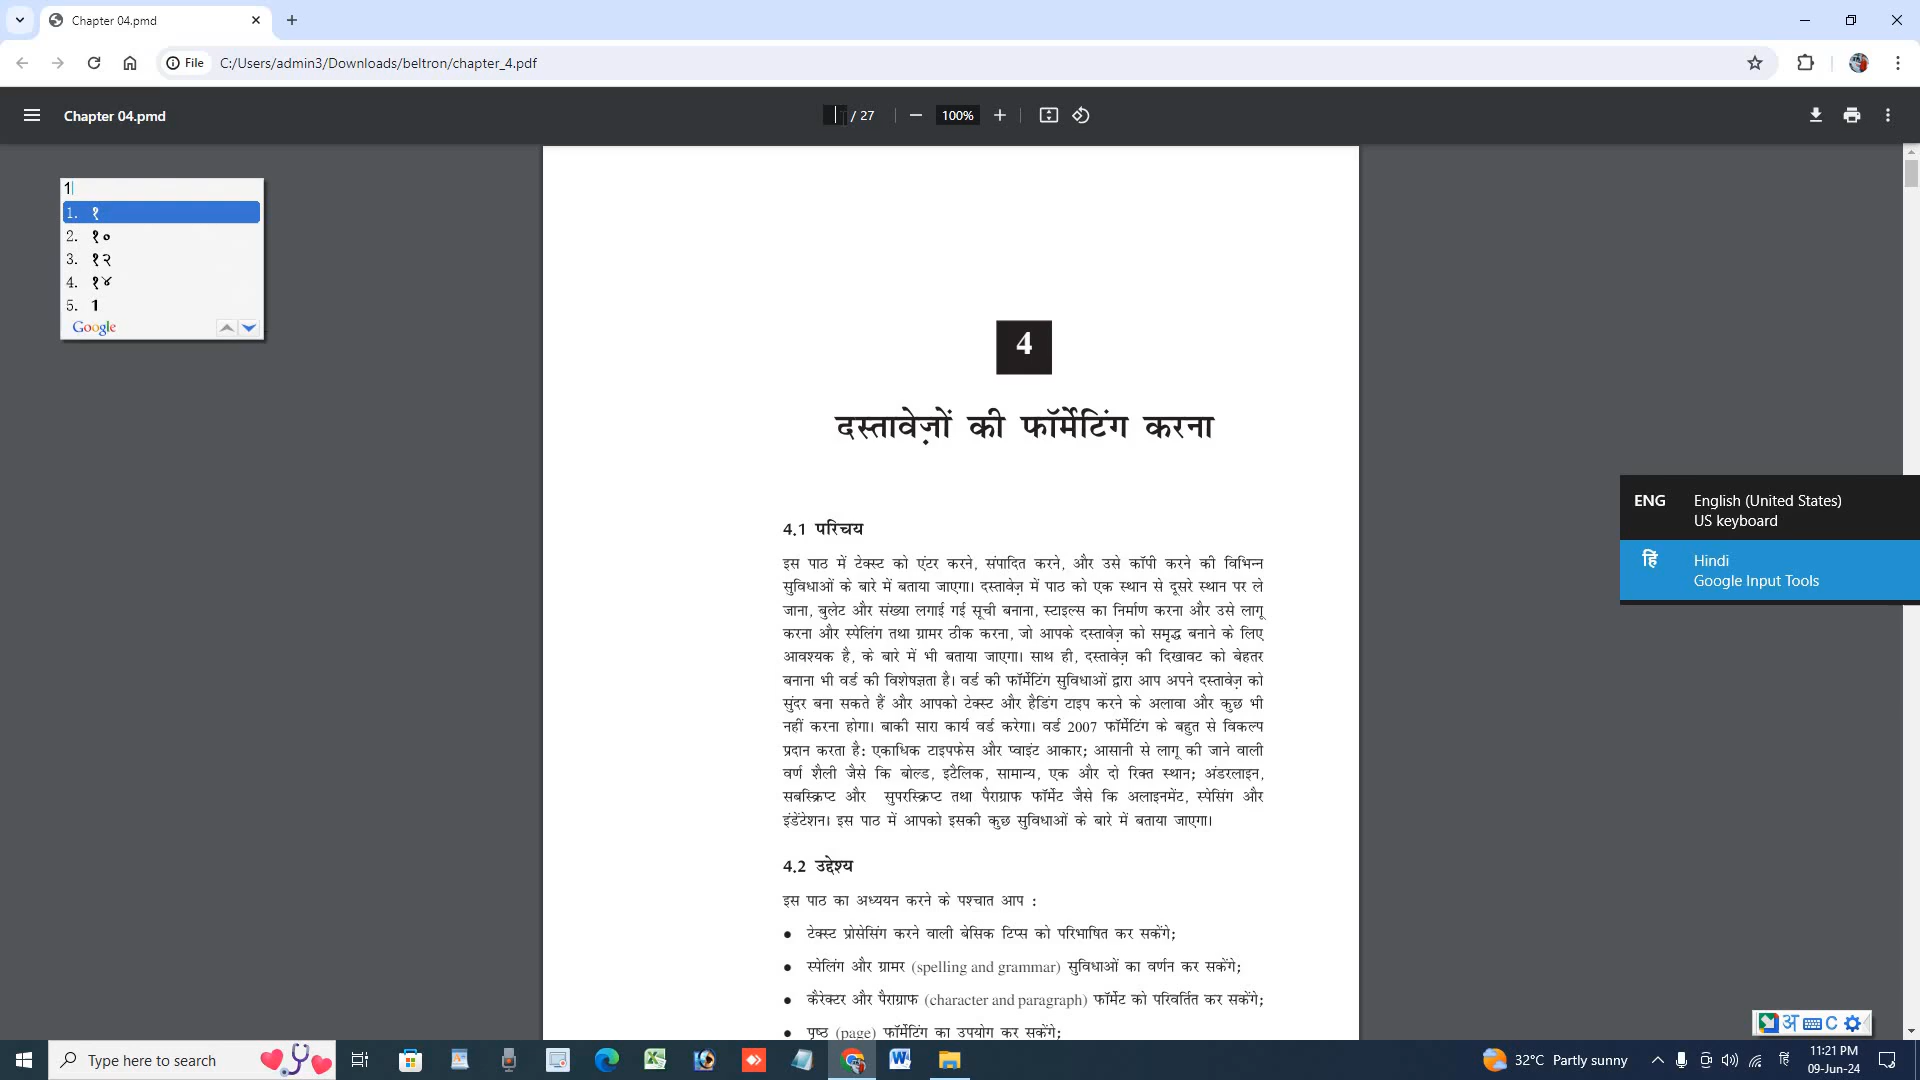 Chapter 04.pmd
File C:/Users/admin3/Downloads/beltron/chapter_4.pdf
Chapter 04.pmd
/ 27
100%
1
1. १
2. १०
3. १२
4. १४
5. 1
Google
4
दस्तावेज़ों की फॉर्मेटिंग करना
ENG English (United States)
US keyboard
हिं Hindi
Google Input Tools
4.1 परिचय
इस पाठ में टेक्स्ट को एंटर करने, संपादित करने, और उसे कॉपी करने की विभिन्न
सुविधाओं के बारे में बताया जाएगा। दस्तावेज़ में पाठ को एक स्थान से दूसरे स्थान पर ले
जाना, बुलेट और संख्या लगाई गई सूची बनाना, स्टाइल्स का निर्माण करना और उसे लागू
करना और स्पेलिंग तथा ग्रामर ठीक करना, जो आपके दस्तावेज़ को समृद्ध बनाने के लिए
आवश्यक है, के बारे में भी बताया जाएगा। साथ ही, दस्तावेज़ की दिखावट को बेहतर
बनाना भी वर्ड की विशेषज्ञता है। वर्ड की फॉर्मेटिंग सुविधाओं द्वारा आप अपने दस्तावेज़ को
सुंदर बना सकते हैं और आपको टेक्स्ट और हैडिंग टाइप करने के अलावा और कुछ भी
नहीं करना होगा। बाकी सारा कार्य वर्ड करेगा। वर्ड 2007 फॉर्मेटिंग के बहुत से विकल्प
प्रदान करता है: एकाधिक टाइपफेस और प्वाइंट आकार; आसानी से लागू की जाने वाली
वर्ण शैली जैसे कि बोल्ड, इटैलिक, सामान्य, एक और दो रिक्त स्थान; अंडरलाइन,
सबस्क्रिप्ट और सुपरस्क्रिप्ट तथा पैराग्राफ फॉर्मेट जैसे कि अलाइनमेंट, स्पेसिंग और
इंडेंटेशन। इस पाठ में आपको इसकी कुछ सुविधाओं के बारे में बताया जाएगा।
4.2 उद्देश्य
इस पाठ का अध्ययन करने के पश्चात आप :
• टेक्स्ट प्रोसेसिंग करने वाली बेसिक टिप्स को परिभाषित कर सकेंगे;
• स्पेलिंग और ग्रामर (spelling and grammar) सुविधाओं का वर्णन कर सकेंगे;
• कैरेक्टर और पैराग्राफ (character and paragraph) फॉर्मेट को परिवर्तित कर सकेंगे;
• पृष्ठ (page) फॉर्मेटिंग का उपयोग कर सकेंगे;
अ C
Type here to search
32°C Partly sunny
हिं
11:21 PM
09-Jun-24